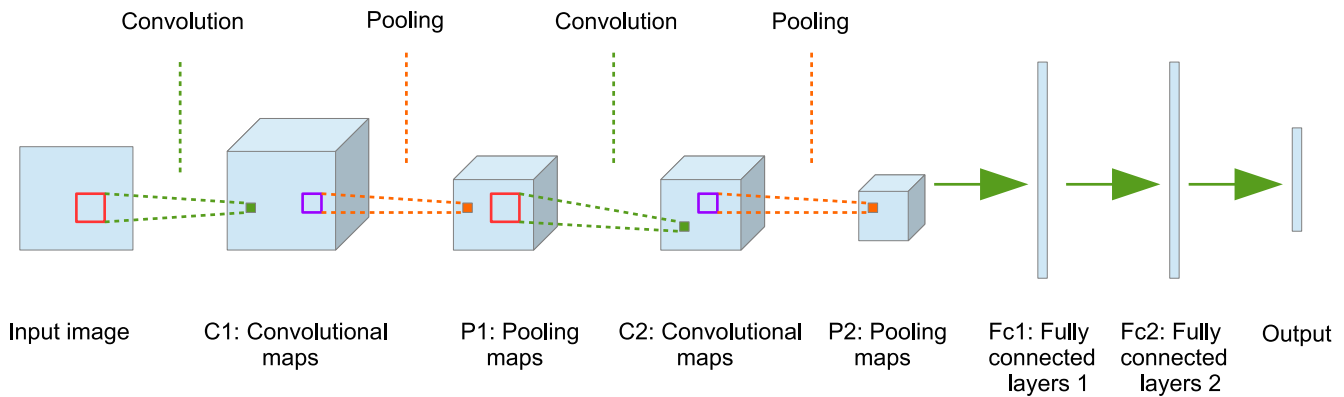 Convolution
Pooling
Convolution
Pooling
Input image
C1: Convolutional
maps
P1: Pooling
maps
C2: Convolutional
maps
P2: Pooling
maps
Fc1: Fully
connected
layers 1
Fc2: Fully
connected
layers 2
Output